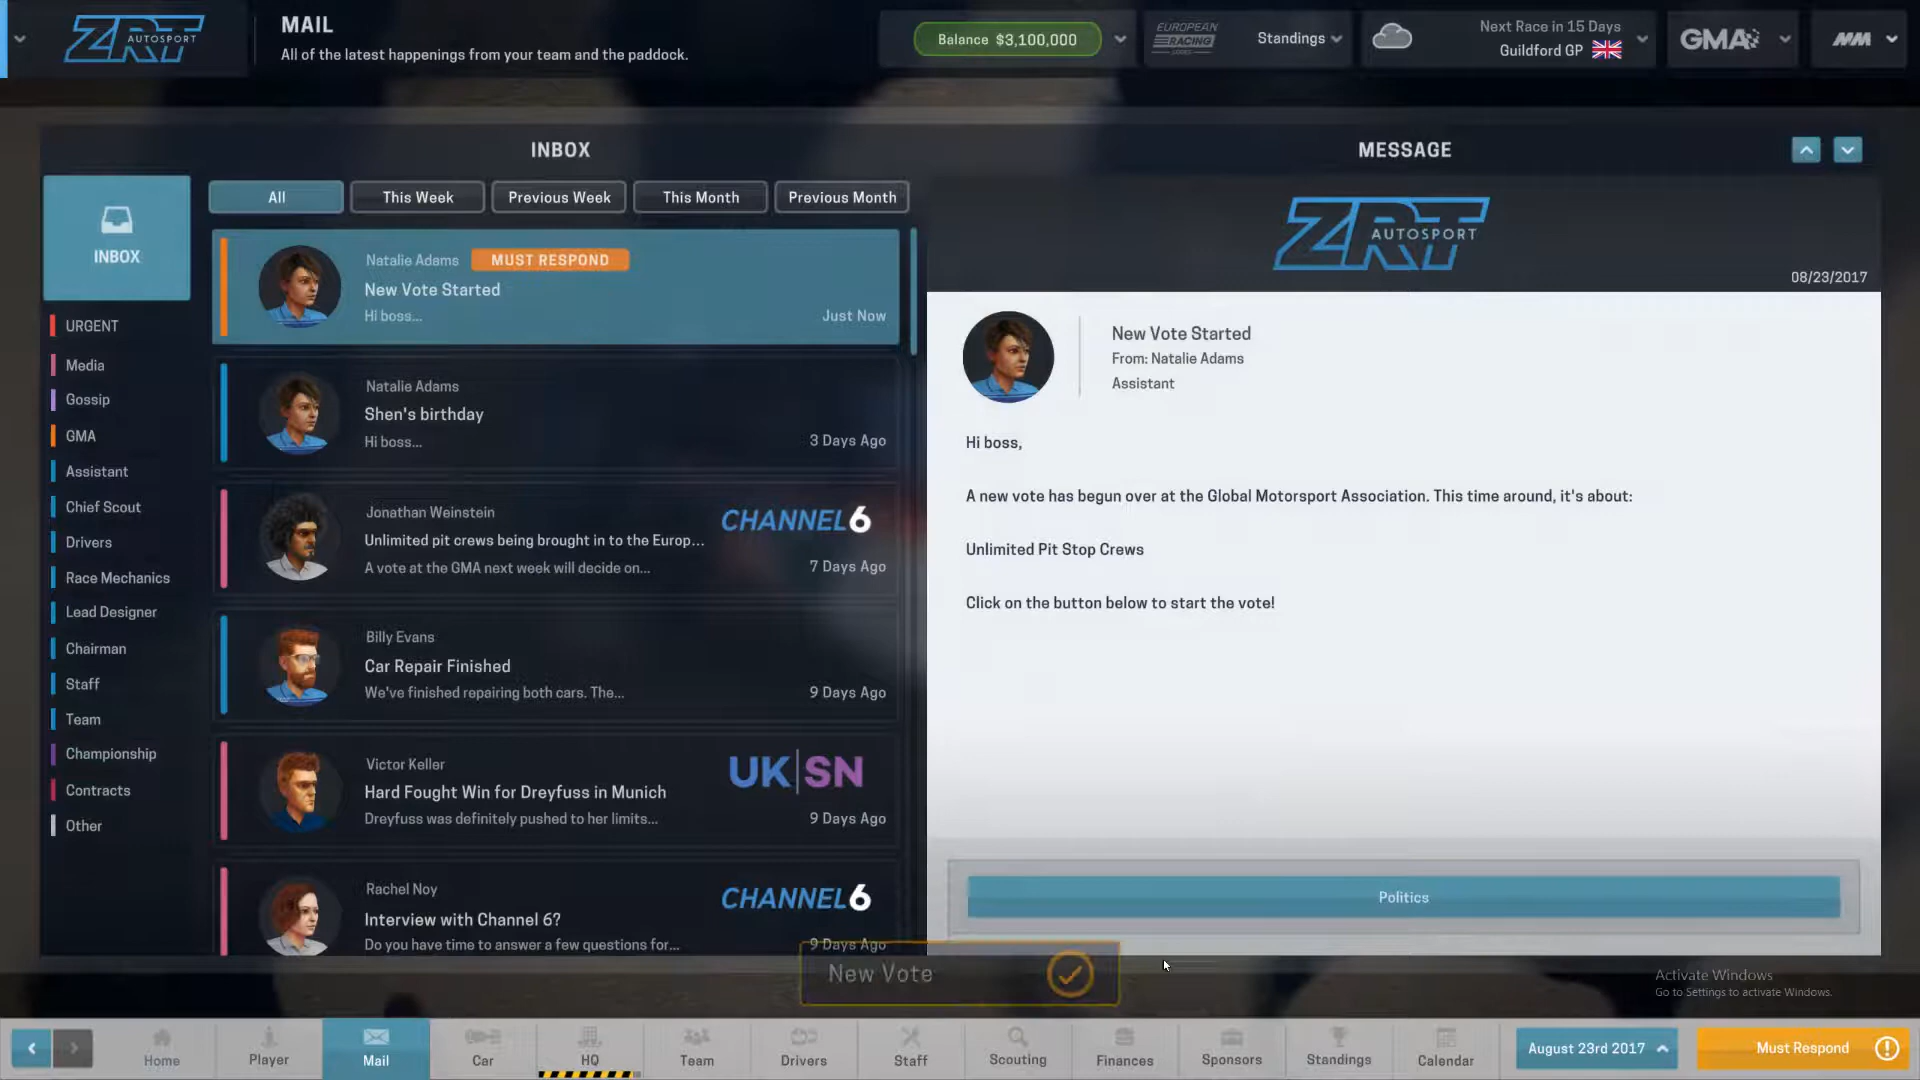 ZRT AUTOSPORT
MAIL
All of the latest happenings from your team and the paddock.
Balance $3,100,000
EUROPEAN RACING SERIES
Standings
Next Race in 15 Days
Guildford GP
GMA
MM
INBOX
MESSAGE
INBOX
All
This Week
Previous Week
This Month
Previous Month
URGENT
Media
Gossip
GMA
Assistant
Chief Scout
Drivers
Race Mechanics
Lead Designer
Chairman
Staff
Team
Championship
Contracts
Other
Natalie Adams MUST RESPOND
New Vote Started
Hi boss...
Just Now
Natalie Adams
Shen's birthday
Hi boss...
3 Days Ago
Jonathan Weinstein
CHANNEL6
Unlimited pit crews being brought in to the Europ...
A vote at the GMA next week will decide on...
7 Days Ago
Billy Evans
Car Repair Finished
We've finished repairing both cars. The...
9 Days Ago
Victor Keller
UK|SN
Hard Fought Win for Dreyfuss in Munich
Dreyfuss was definitely pushed to her limits...
9 Days Ago
Rachel Noy
CHANNEL6
Interview with Channel 6?
Do you have time to answer a few questions for...
9 Days Ago
ZRT AUTOSPORT
08/23/2017
New Vote Started
From: Natalie Adams
Assistant
Hi boss,
A new vote has begun over at the Global Motorsport Association. This time around, it's about:
Unlimited Pit Stop Crews
Click on the button below to start the vote!
Politics
New Vote
Activate Windows
Go to Settings to activate Windows.
Home
Player
Mail
Car
HQ
Team
Drivers
Staff
Scouting
Finances
Sponsors
Standings
Calendar
August 23rd 2017
Must Respond